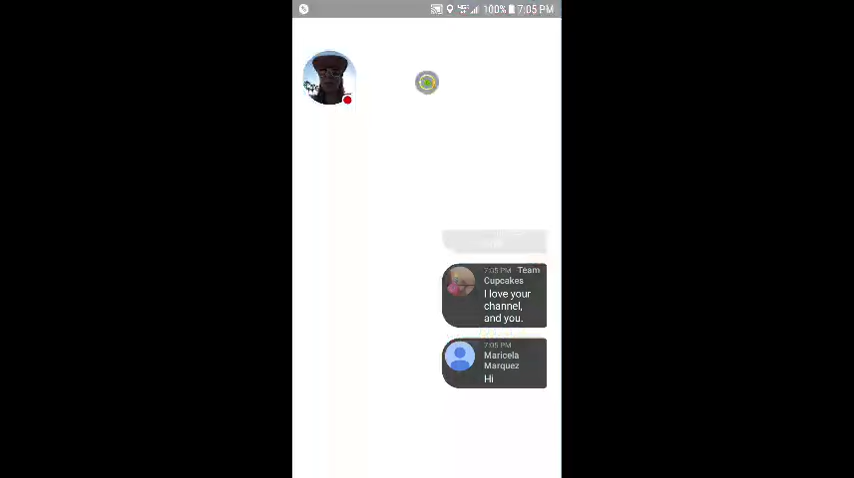 100% 7:05 PM
7:05 PM Team
Cupcakes
I love your
channel,
and you.
7:05 PM
Maricela
Marquez
Hi